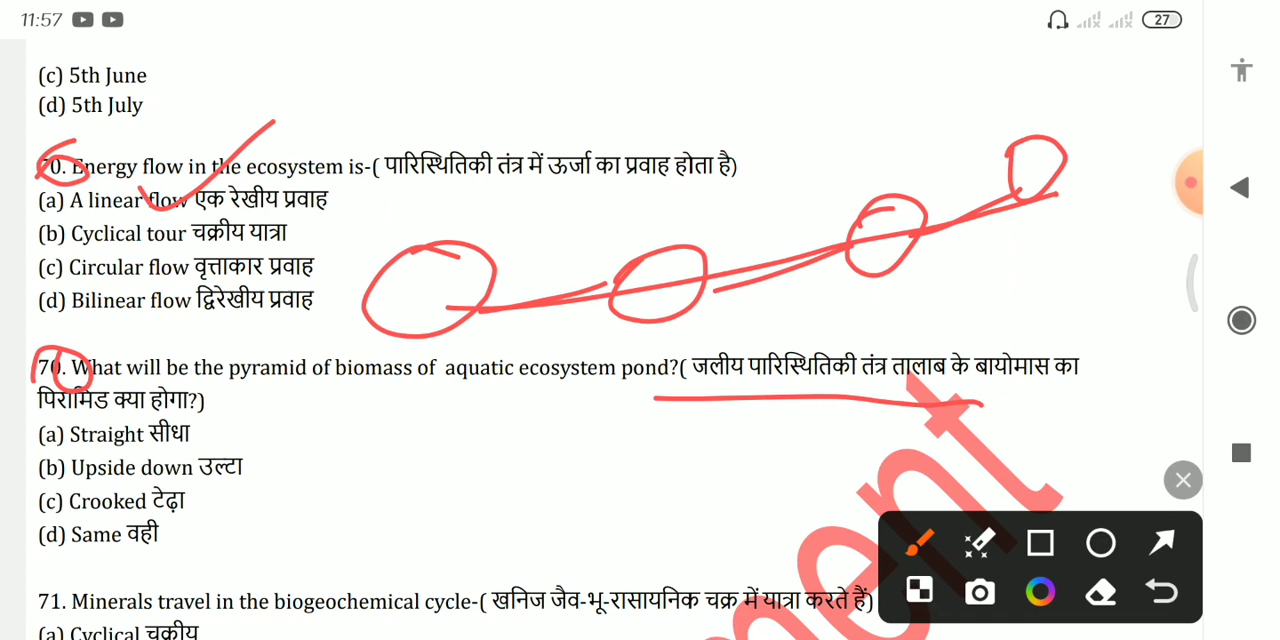 11:57
27
(c) 5th June
(d) 5th July
70. Energy flow in the ecosystem is-( पारिस्थितिकी तंत्र में ऊर्जा का प्रवाह होता है)
(a) A linear flow एक रेखीय प्रवाह
(b) Cyclical tour चक्रीय यात्रा
(c) Circular flow वृत्ताकार प्रवाह
(d) Bilinear flow द्विरेखीय प्रवाह
70. What will be the pyramid of biomass of aquatic ecosystem pond?( जलीय पारिस्थितिकी तंत्र तालाब के बायोमास का
पिरामिड क्या होगा?)
(a) Straight सीधा
(b) Upside down उल्टा
(c) Crooked टेढ़ा
(d) Same वही
71. Minerals travel in the biogeochemical cycle-( खनिज जैव-भू-रासायनिक चक्र में यात्रा करते हैं)
(a) Cyclical चक्रीय